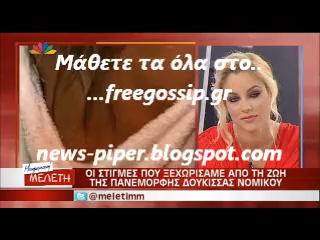 Μάθετε τα όλα στο..
...freegossip.gr
news-piper.blogspot.com
Μεσημεριανή
ΜΕΛΕΤΗ
ΟΙ ΣΤΙΓΜΕΣ ΠΟΥ ΞΕΧΩΡΙΣΑΜΕ ΑΠΟ ΤΗ ΖΩΗ
ΤΗΣ ΠΑΝΕΜΟΡΦΗΣ ΔΟΥΚΙΣΣΑΣ ΝΟΜΙΚΟΥ
@meletimm